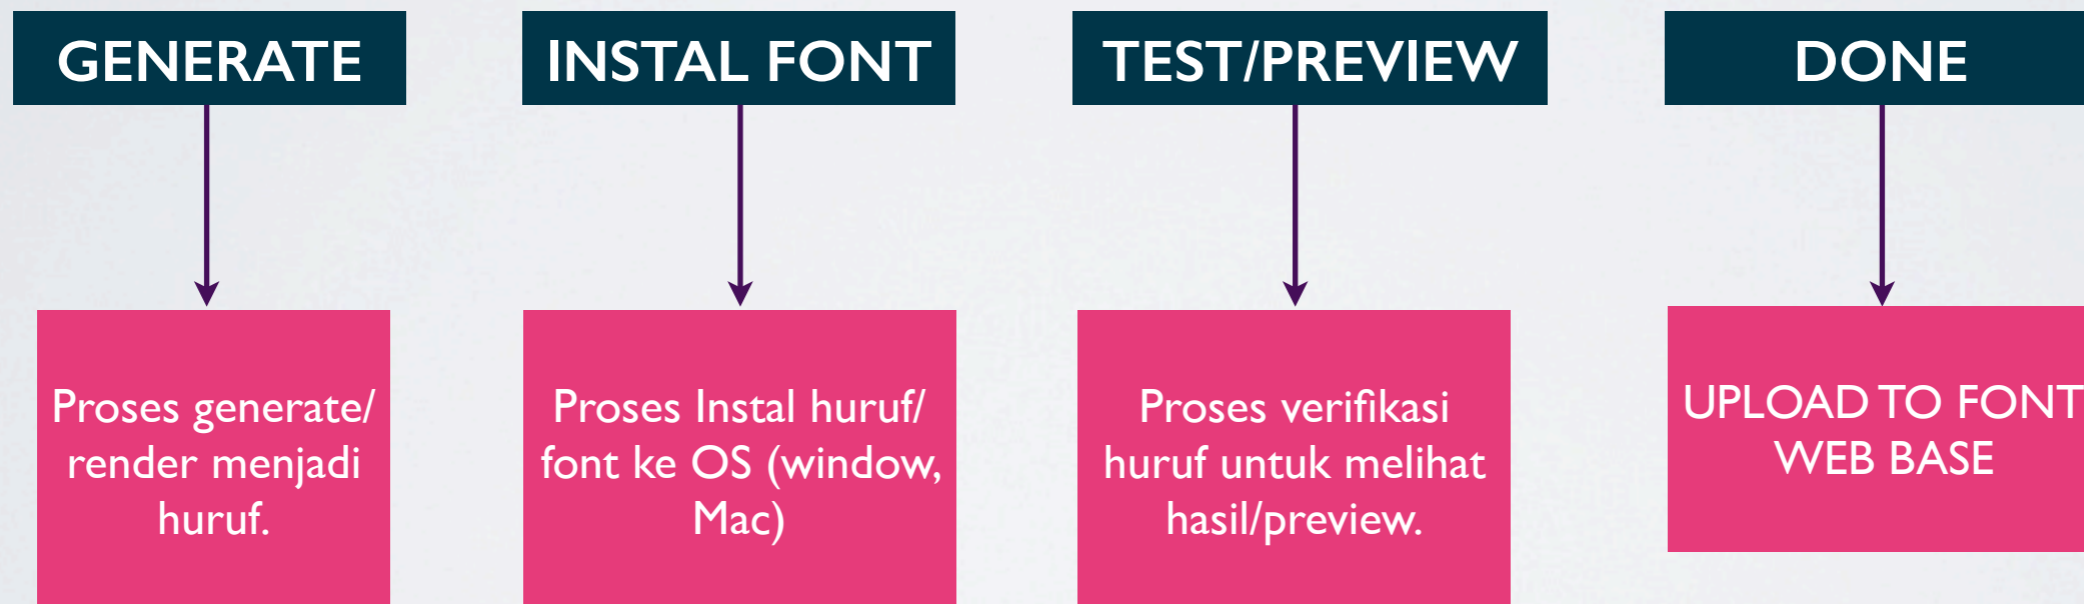 GENERATE
INSTAL FONT
TEST/PREVIEW
DONE
Proses generate/
render menjadi
huruf.
Proses Instal huruf/
font ke OS (window,
Mac)
Proses verifikasi
huruf untuk melihat
hasil/preview.
UPLOAD TO FONT
WEB BASE